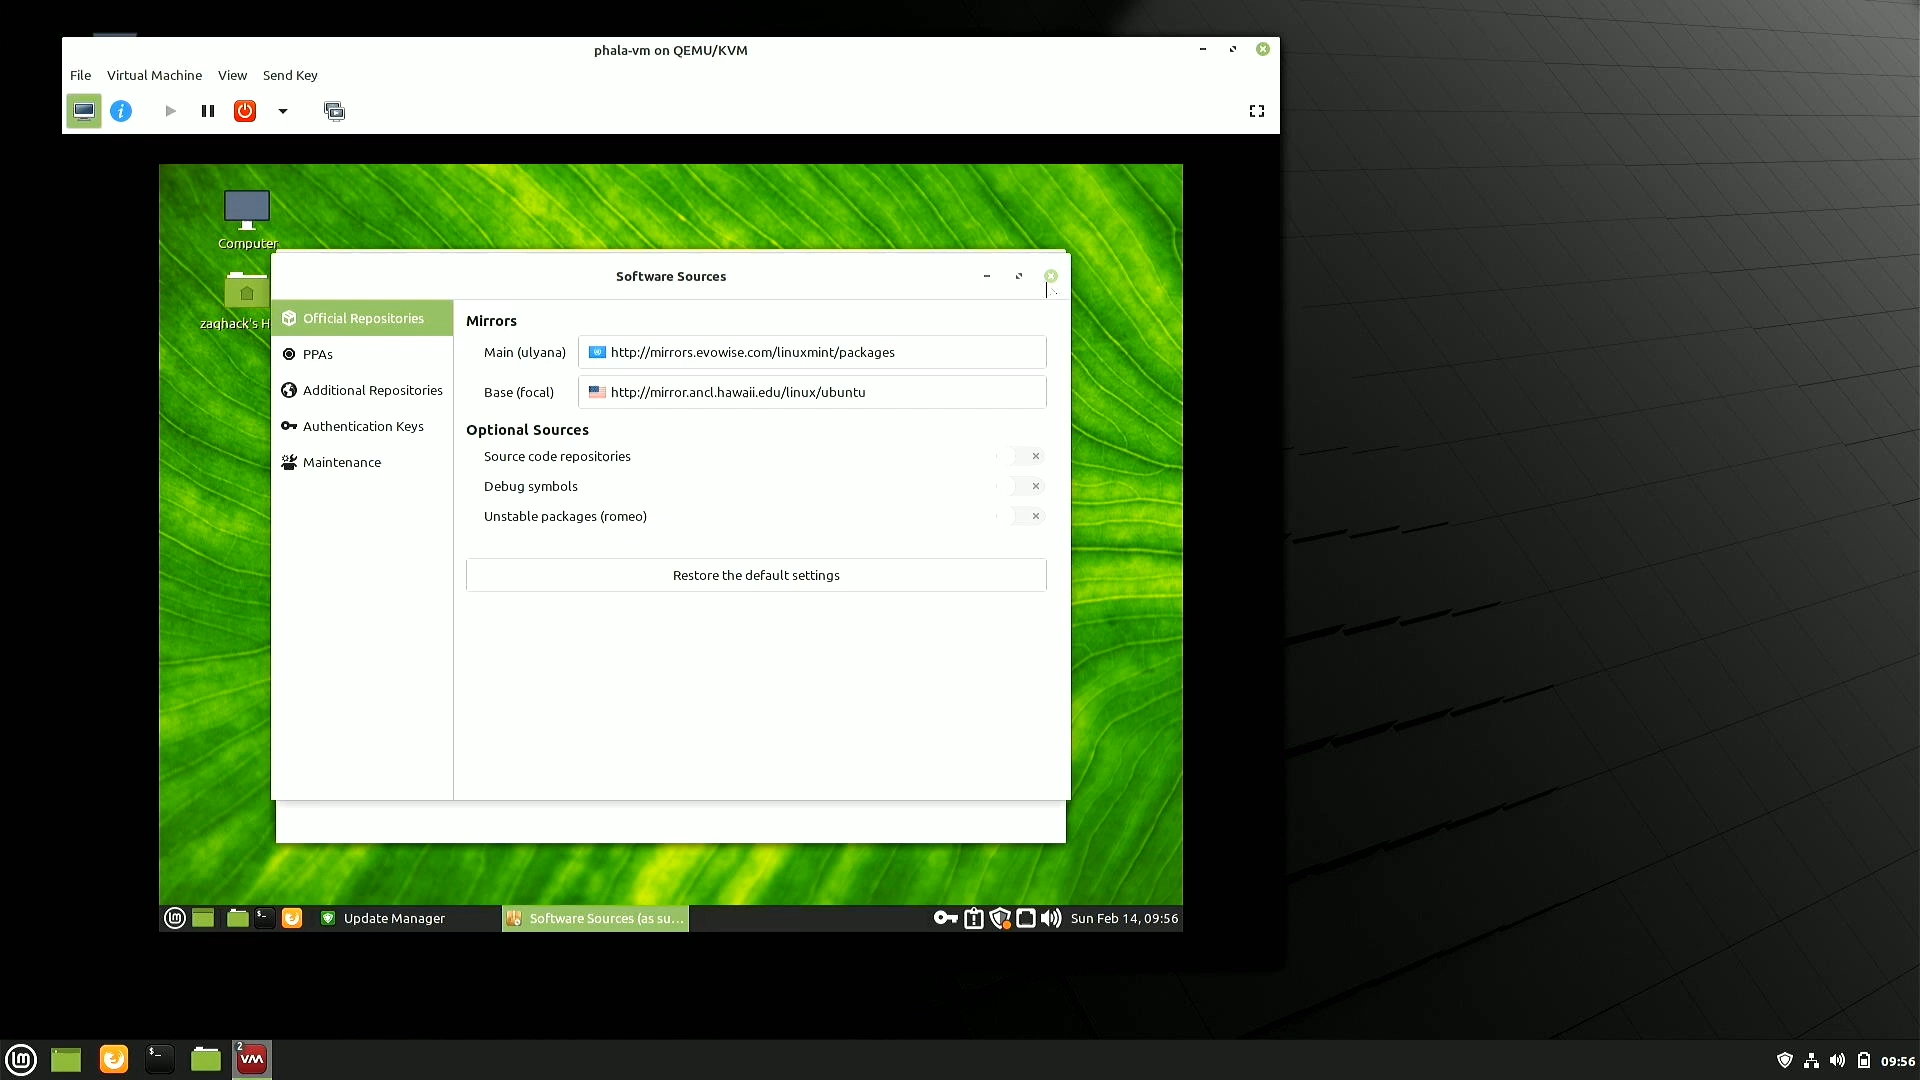 phala-vm on QEMU/KVM
File Virtual Machine View Send Key
Computer
zaqhack's H
Software Sources
Official Repositories
PPAs
Additional Repositories
Authentication Keys
Maintenance
Mirrors
Main (ulyana) http://mirrors.evowise.com/linuxmint/packages
Base (focal) http://mirror.ancl.hawaii.edu/linux/ubuntu
Optional Sources
Source code repositories
Debug symbols
Unstable packages (romeo)
Restore the default settings
Update Manager
Software Sources (as su...
Sun Feb 14, 09:56
2
VM
09:56